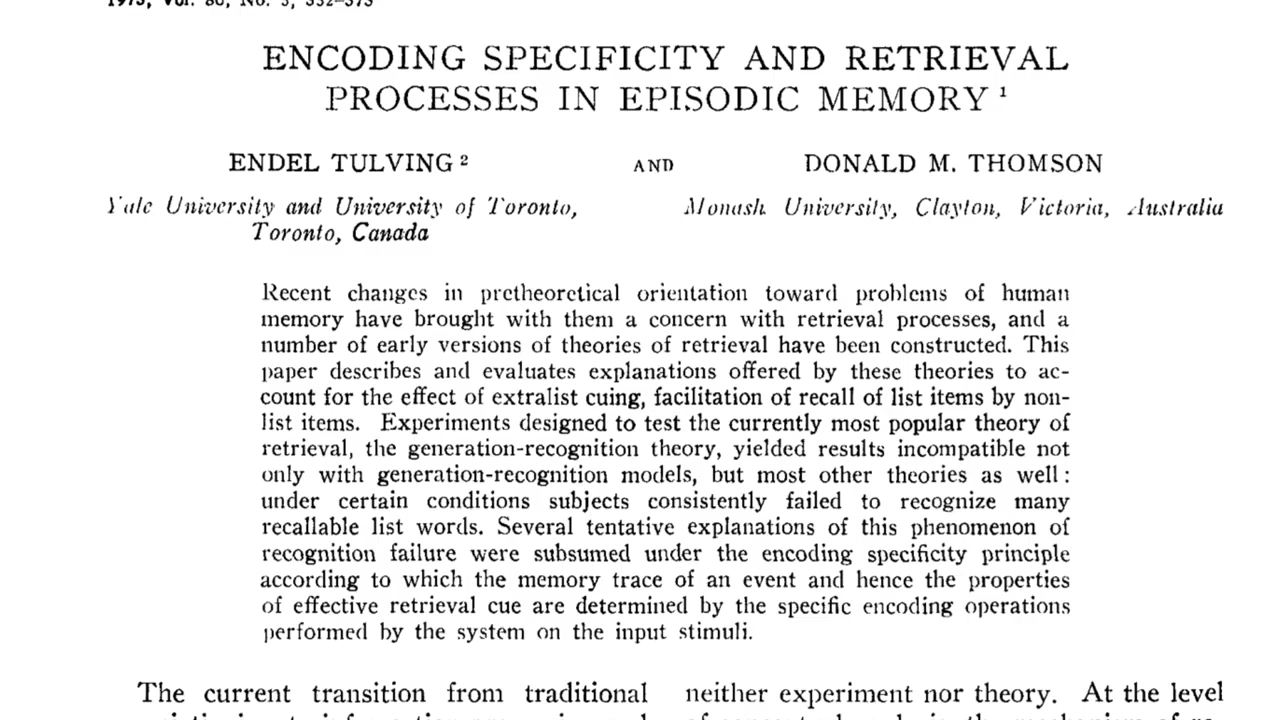 1973, Vol. 80, No. 5, 352–373
ENCODING SPECIFICITY AND RETRIEVAL
PROCESSES IN EPISODIC MEMORY ¹
ENDEL TULVING ² AND DONALD M. THOMSON
Yale University and University of Toronto, Monash University, Clayton, Victoria, Australia
Toronto, Canada
Recent changes in pretheoretical orientation toward problems of human
memory have brought with them a concern with retrieval processes, and a
number of early versions of theories of retrieval have been constructed. This
paper describes and evaluates explanations offered by these theories to ac-
count for the effect of extralist cuing, facilitation of recall of list items by non-
list items. Experiments designed to test the currently most popular theory of
retrieval, the generation-recognition theory, yielded results incompatible not
only with generation-recognition models, but most other theories as well:
under certain conditions subjects consistently failed to recognize many
recallable list words. Several tentative explanations of this phenomenon of
recognition failure were subsumed under the encoding specificity principle
according to which the memory trace of an event and hence the properties
of effective retrieval cue are determined by the specific encoding operations
performed by the system on the input stimuli.
The current transition from traditional
neither experiment nor theory. At the level